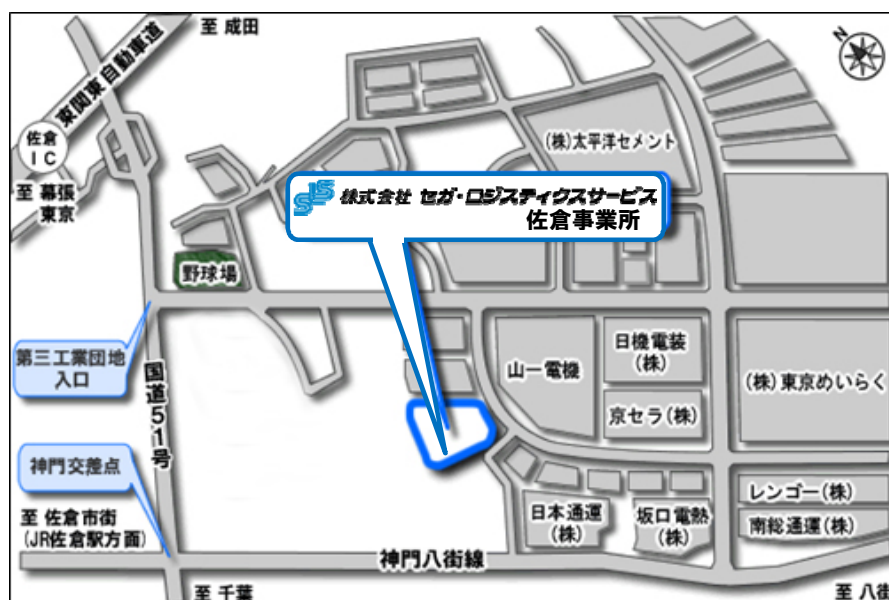 至 成田
N
東関東自動車道
佐倉
IC
(株)太平洋セメント
至 幕張
東京
SLS 株式会社 セガ・ロジスティクスサービス
佐倉事業所
野球場
第三工業団地
入口
国道51号
山一電機
日機電装
(株)
(株)東京めいらく
京セラ(株)
神門交差点
至 佐倉市街
(JR佐倉駅方面)
日本通運
(株)
坂口電熱
(株)
レンゴー(株)
南総通運(株)
神門八街線
至 千葉
至 八街